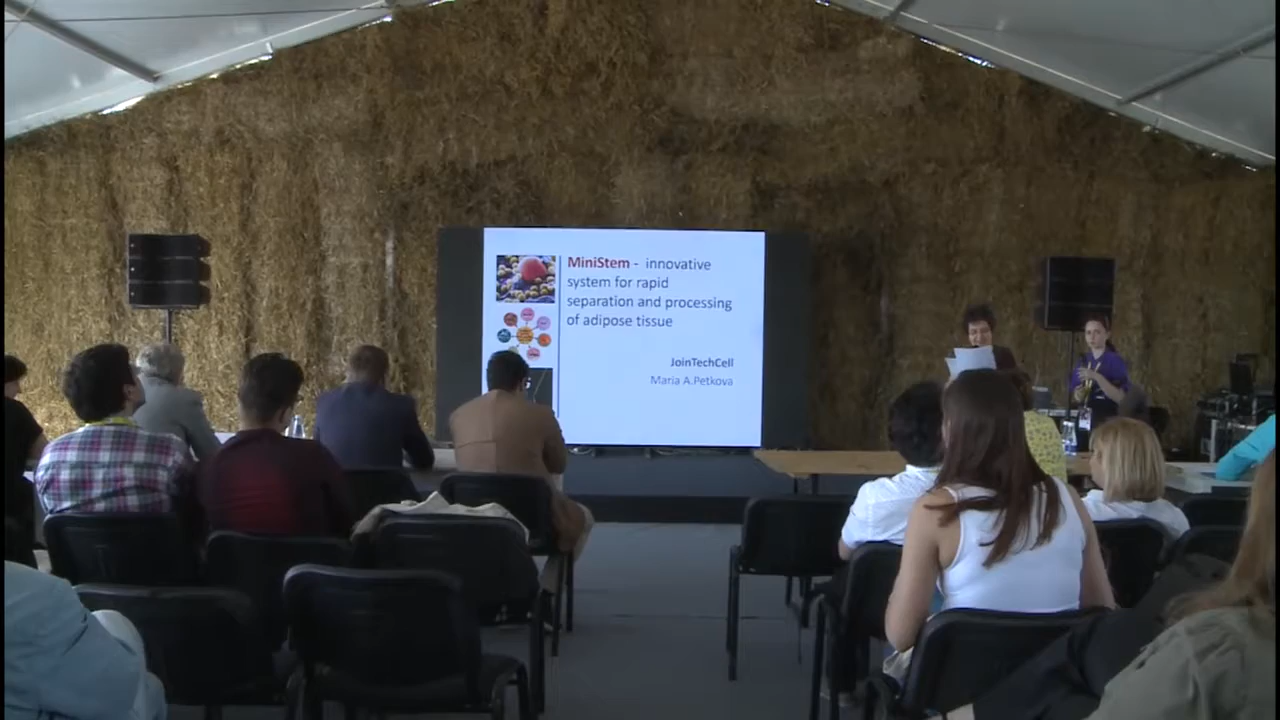 MiniStem - innovative
system for rapid
separation and processing
of adipose tissue
JoinTechCell
Maria A.Petkova